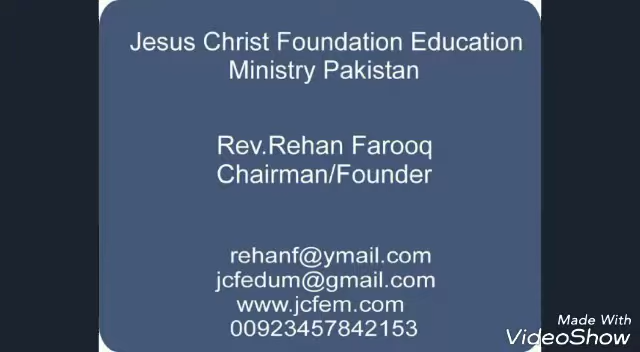 Jesus Christ Foundation Education
Ministry Pakistan
Rev.Rehan Farooq
Chairman/Founder
rehanf@ymail.com
jcfedum@gmail.com
www.jcfem.com
00923457842153
Made With
VideoShow